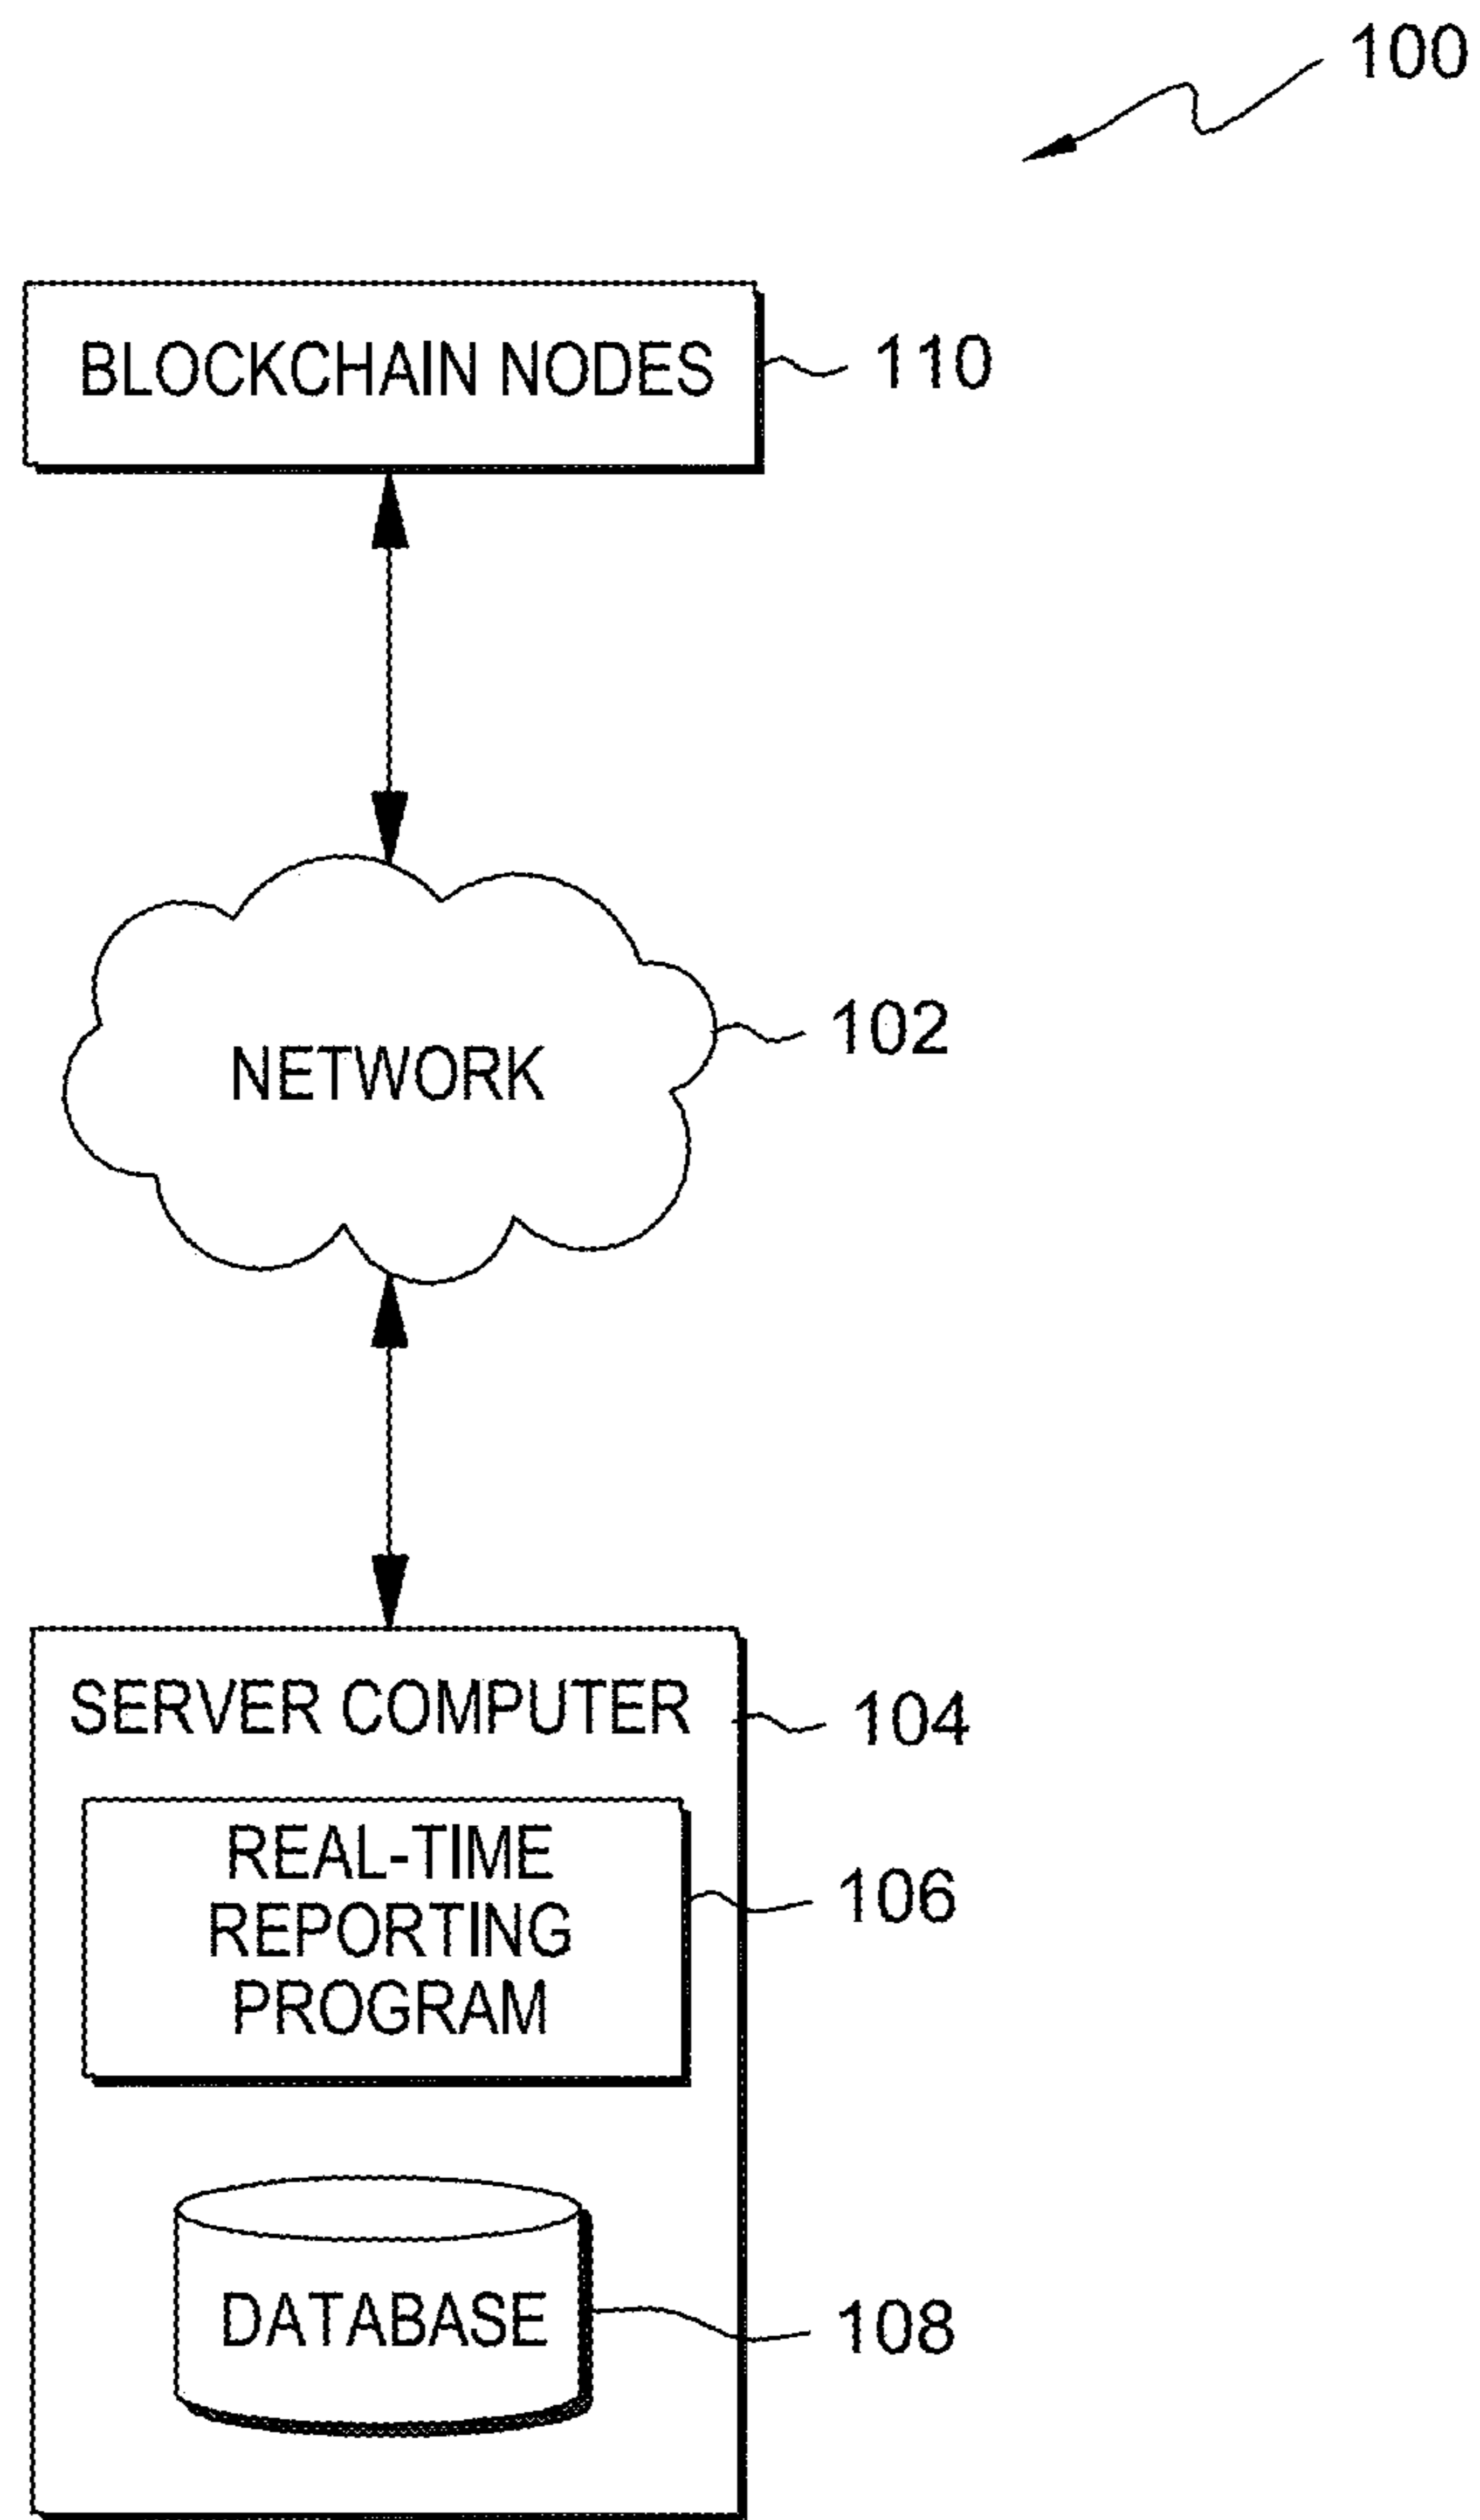 100
BLOCKCHAIN NODES
110
NETWORK
102
SERVER COMPUTER
104
REAL-TIME
REPORTING
PROGRAM
106
DATABASE
108